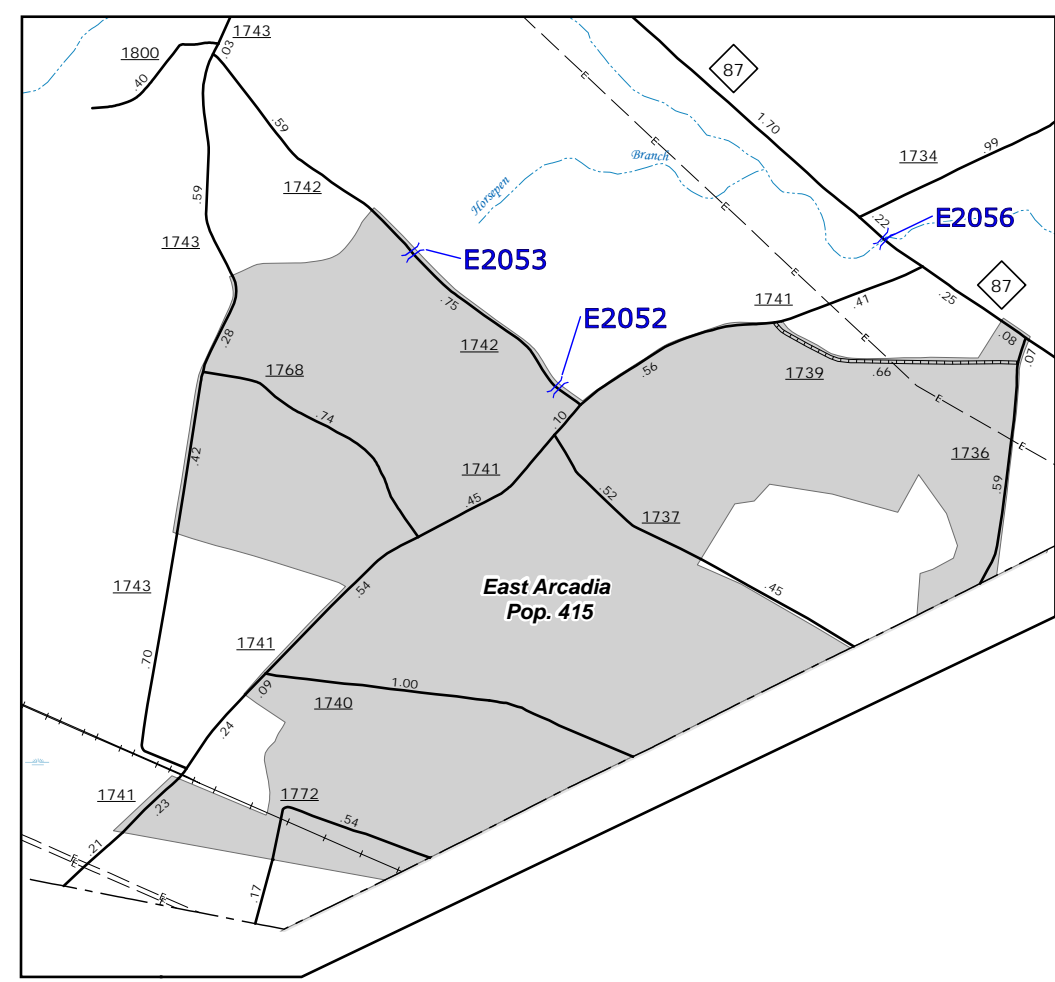 1743
1800
.03
87
.40
.59
1.70
.99
1734
Branch
1742
Horsepen
.59
.22
E2056
1743
E2053
87
.75
1741
.47
.25
E2052
.28
1742
.08
.07
1768
.56
1739
.66
.74
.10
.42
1741
1736
.45
.52
.59
1737
1743
East Arcadia
Pop. 415
.54
.45
1741
.70
.09
1.00
1740
.24
1741
1772
.23
.54
.21
.17
E
E
E
E
E
E
E
E
E
E
E